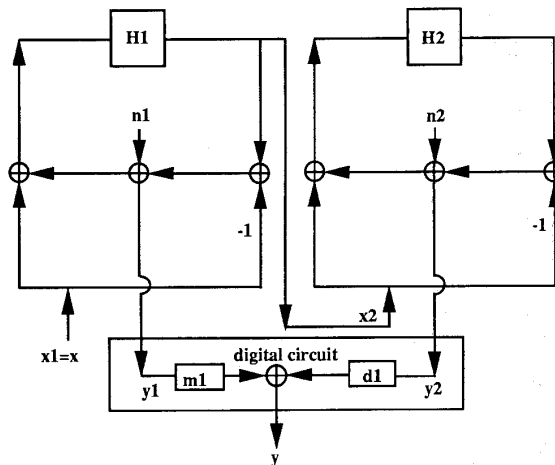 H1
H2
n1
n2
-1
-1
x1=x
x2
digital circuit
y1
m1
d1
y2
y